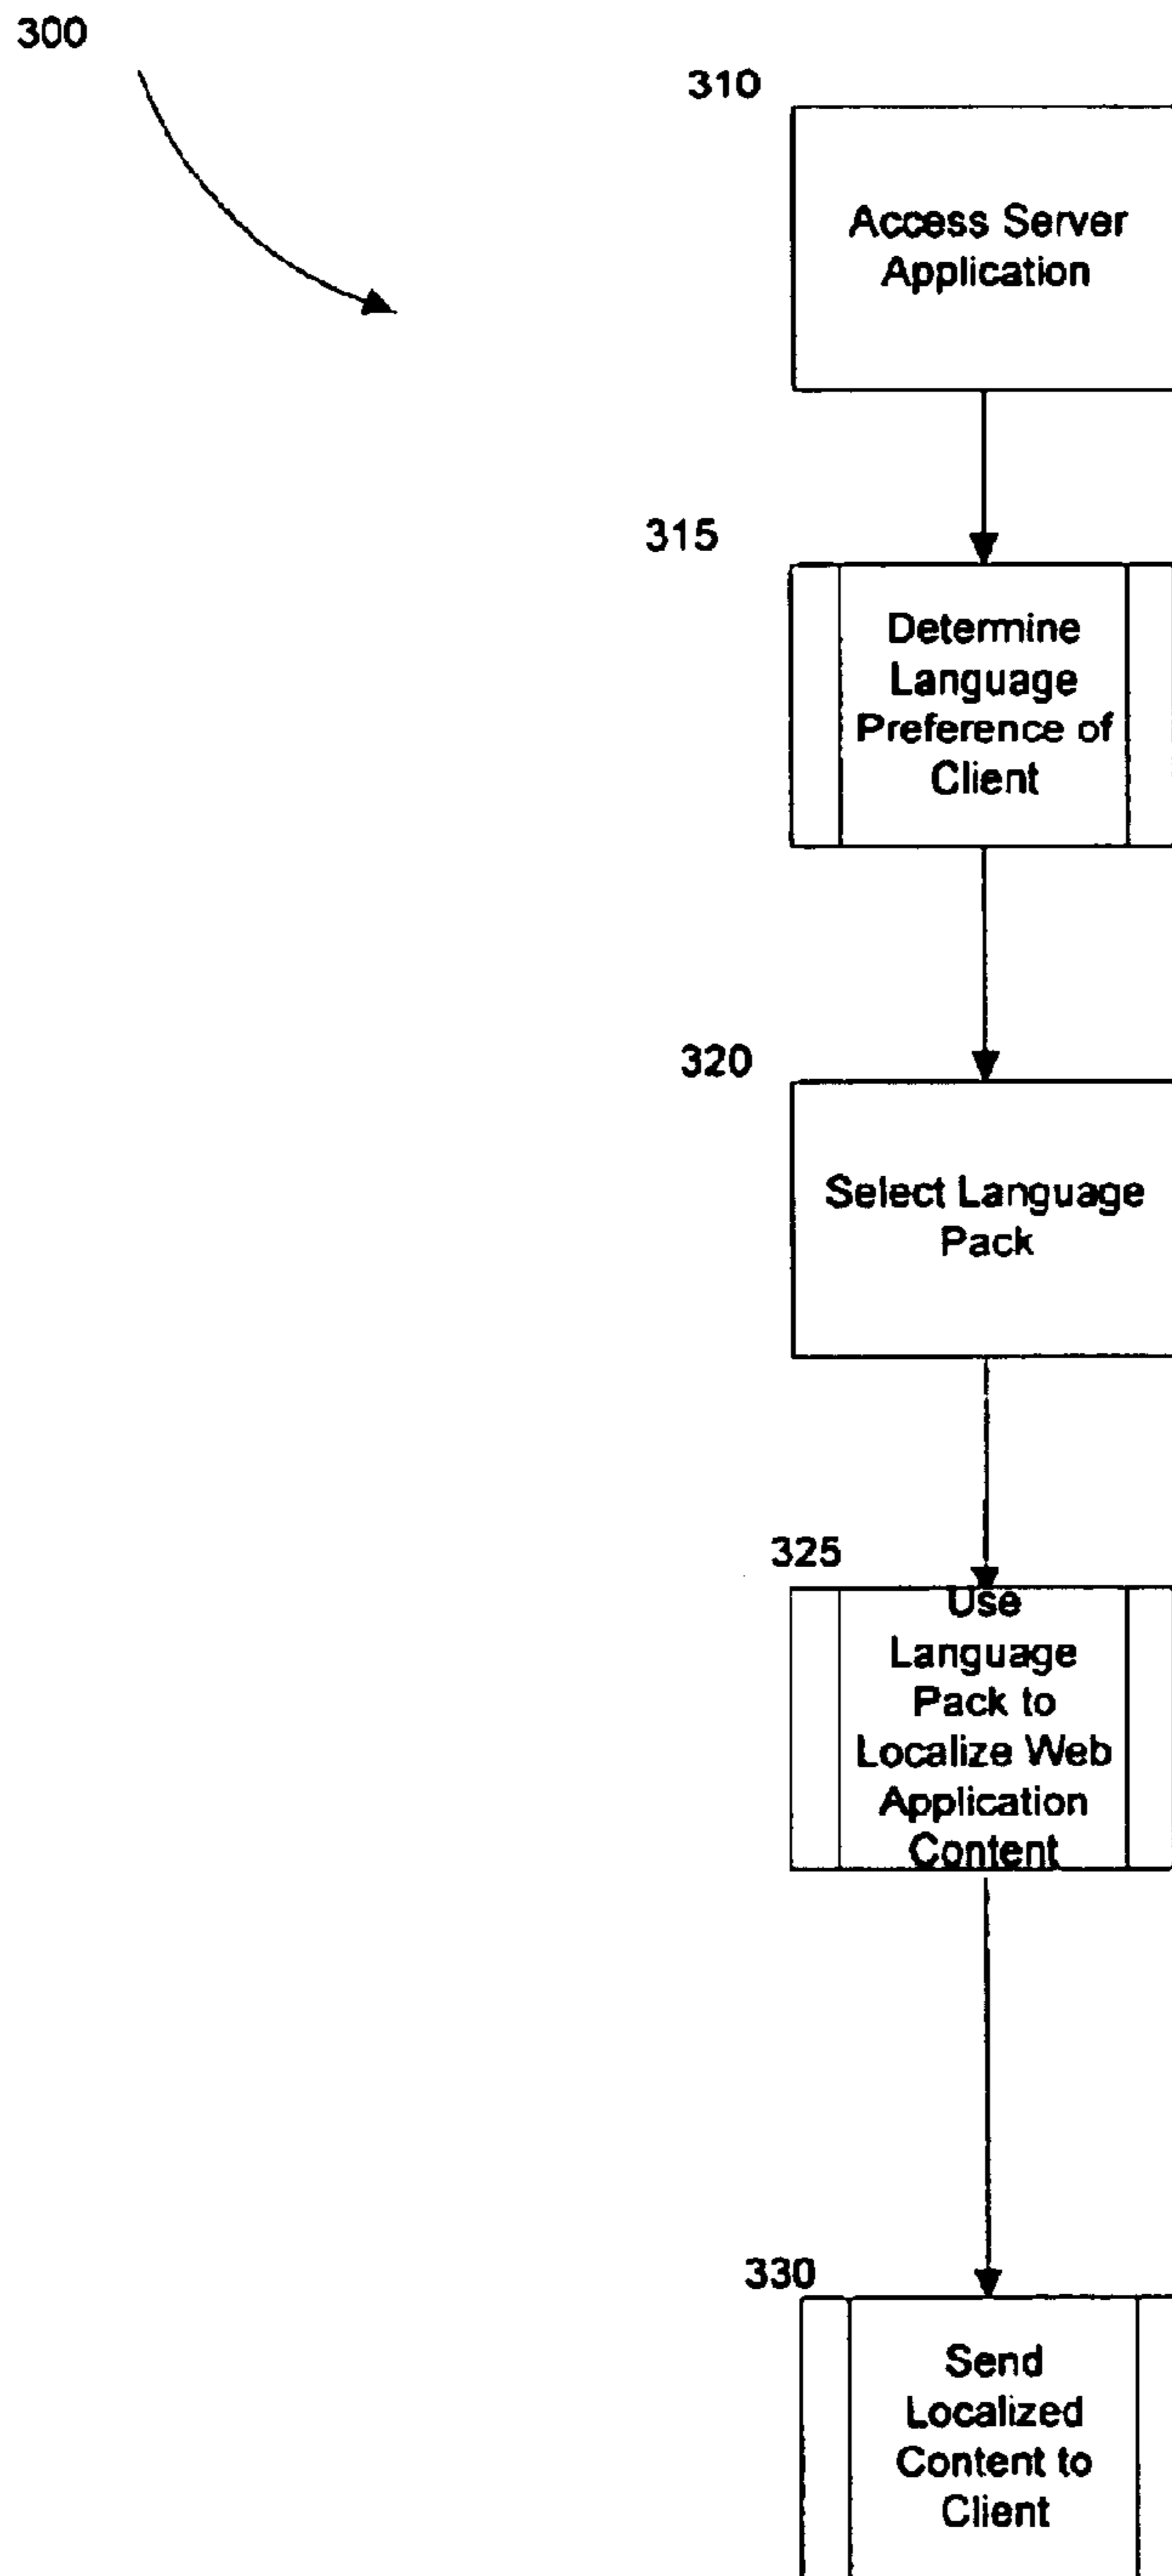 300
310
Access Server
Application
315
Determine
Language
Preference of
Client
320
Select Language
Pack
325
Use
Language
Pack to
Localize Web
Application
Content
330
Send
Localized
Content to
Client